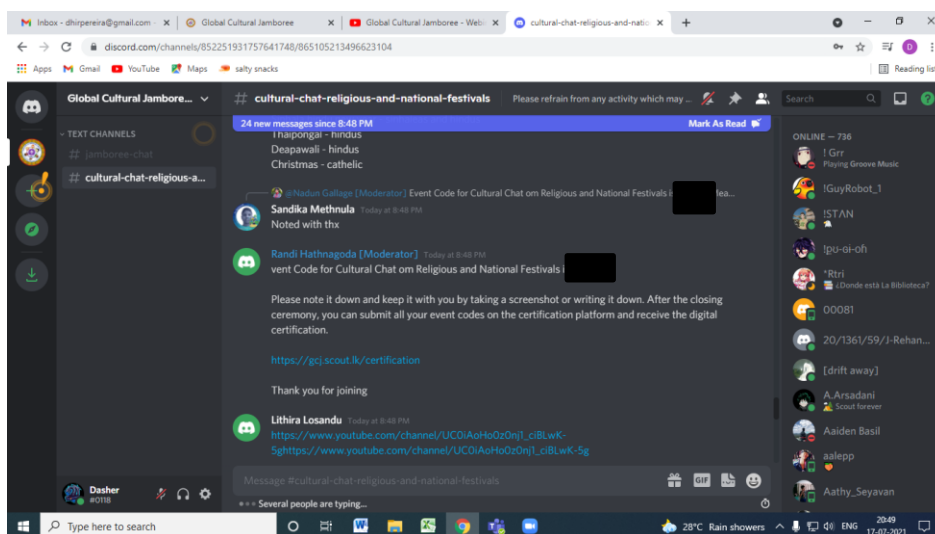 Inbox - dhirpereira@gmail.com -
Global Cultural Jamboree
Global Cultural Jamboree - Webi
cultural-chat-religious-and-natio
discord.com/channels/852251931757641748/865105213496623104
Apps
Gmail
YouTube
Maps
salty snacks
Reading list
Global Cultural Jambore...
# cultural-chat-religious-and-national-festivals
Please refrain from any activity which may ...
Search
24 new messages since 8:48 PM
Mark As Read
TEXT CHANNELS
# jamboree-chat
# cultural-chat-religious-a...
Thaipongal - hindus
Deapawali - hindus
Christmas - cathelic
@Nadun Gallage [Moderator] Event Code for Cultural Chat om Religious and National Festivals is
lea...
Sandika Methnula Today at 8:48 PM
Noted with thx
Randi Hathnagoda [Moderator] Today at 8:48 PM
vent Code for Cultural Chat om Religious and National Festivals i
Please note it down and keep it with you by taking a screenshot or writing it down. After the closing
ceremony, you can submit all your event codes on the certification platform and receive the digital
certification.
https://gcj.scout.lk/certification
Thank you for joining
Lithira Losandu Today at 8:48 PM
https://www.youtube.com/channel/UC0iAoHo0z0nj1_ciBLwK-
5ghttps://www.youtube.com/channel/UC0iAoHo0z0nj1_ciBLwK-5g
Message #cultural-chat-religious-and-national-festivals
GIF
Several people are typing...
Dasher
#0118
ONLINE — 736
! Grr
Playing Groove Music
!GuyRobot_1
!STΛN
*Rtri
¿Donde està La Biblioteca?
00081
20/1361/59/J-Rehan...
[drift away]
A.Arsadani
Scout forever
Aaiden Basil
aalepp
Aathy_Seyavan
Type here to search
28°C Rain showers
ENG
20:49
17-07-2021